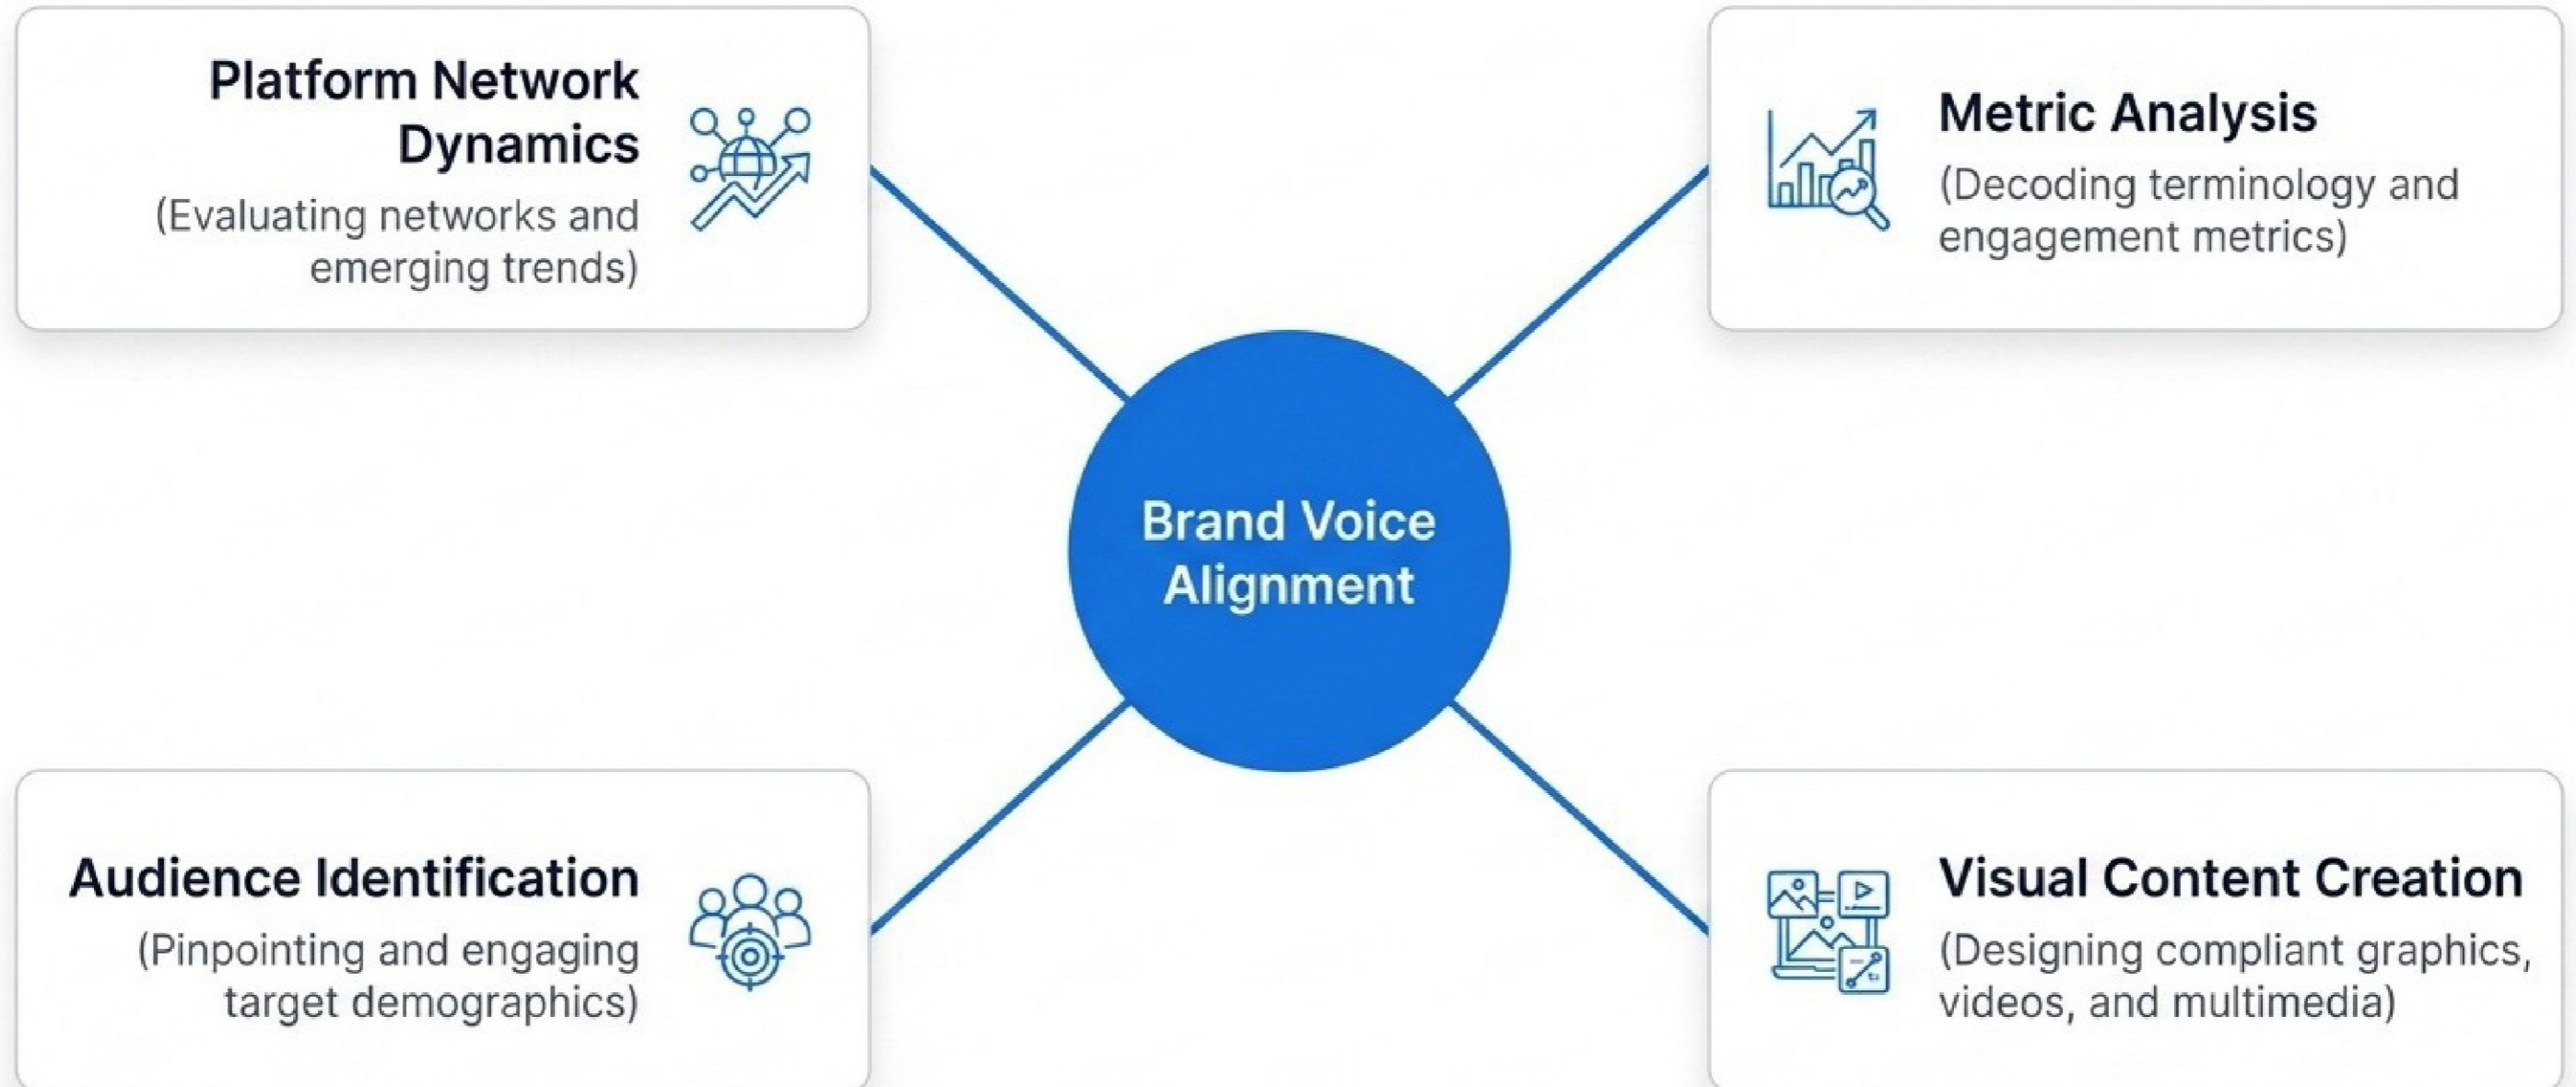 Platform Network
Dynamics
(Evaluating networks and
emerging trends)
Metric Analysis
(Decoding terminology and
engagement metrics)
Brand Voice
Alignment
Audience Identification
(Pinpointing and engaging
target demographics)
Visual Content Creation
(Designing compliant graphics,
videos, and multimedia)